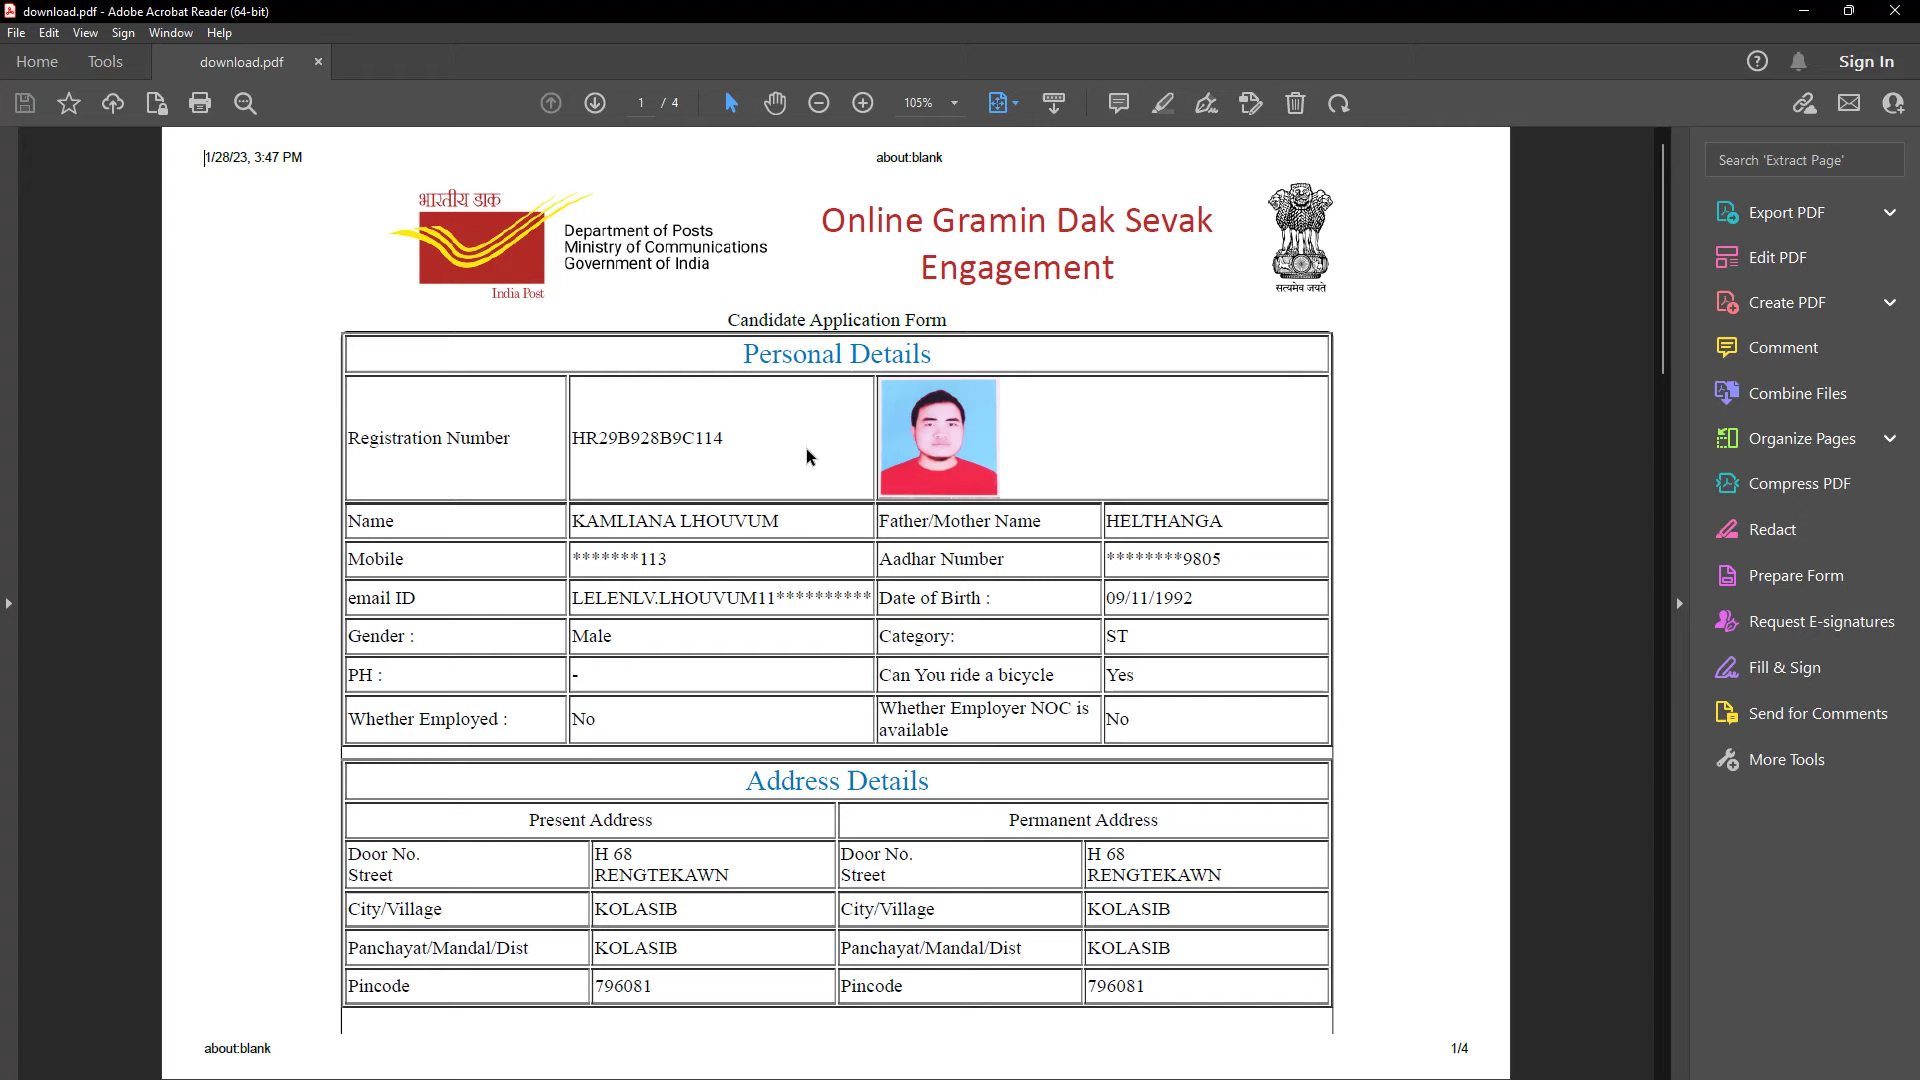 download.pdf - Adobe Acrobat Reader (64-bit)
File Edit View Sign Window Help
Home Tools download.pdf Sign In
1 / 4 105%
1/28/23, 3:47 PM about:blank
भारतीय डाक
India Post
Department of Posts
Ministry of Communications
Government of India
Online Gramin Dak Sevak
Engagement
सत्यमेव जयते
Candidate Application Form
Personal Details
Registration Number HR29B928B9C114
Name KAMLIANA LHOUVUM Father/Mother Name HELTHANGA
Mobile *******113 Aadhar Number ********9805
email ID LELENLV.LHOUVUM11********** Date of Birth : 09/11/1992
Gender : Male Category: ST
PH : - Can You ride a bicycle Yes
Whether Employed : No Whether Employer NOC is available No
Address Details
Present Address Permanent Address
Door No. H 68 Door No. H 68
Street RENGTEKAWN Street RENGTEKAWN
City/Village KOLASIB City/Village KOLASIB
Panchayat/Mandal/Dist KOLASIB Panchayat/Mandal/Dist KOLASIB
Pincode 796081 Pincode 796081
about:blank 1/4
Search 'Extract Page'
Export PDF
Edit PDF
Create PDF
Comment
Combine Files
Organize Pages
Compress PDF
Redact
Prepare Form
Request E-signatures
Fill & Sign
Send for Comments
More Tools